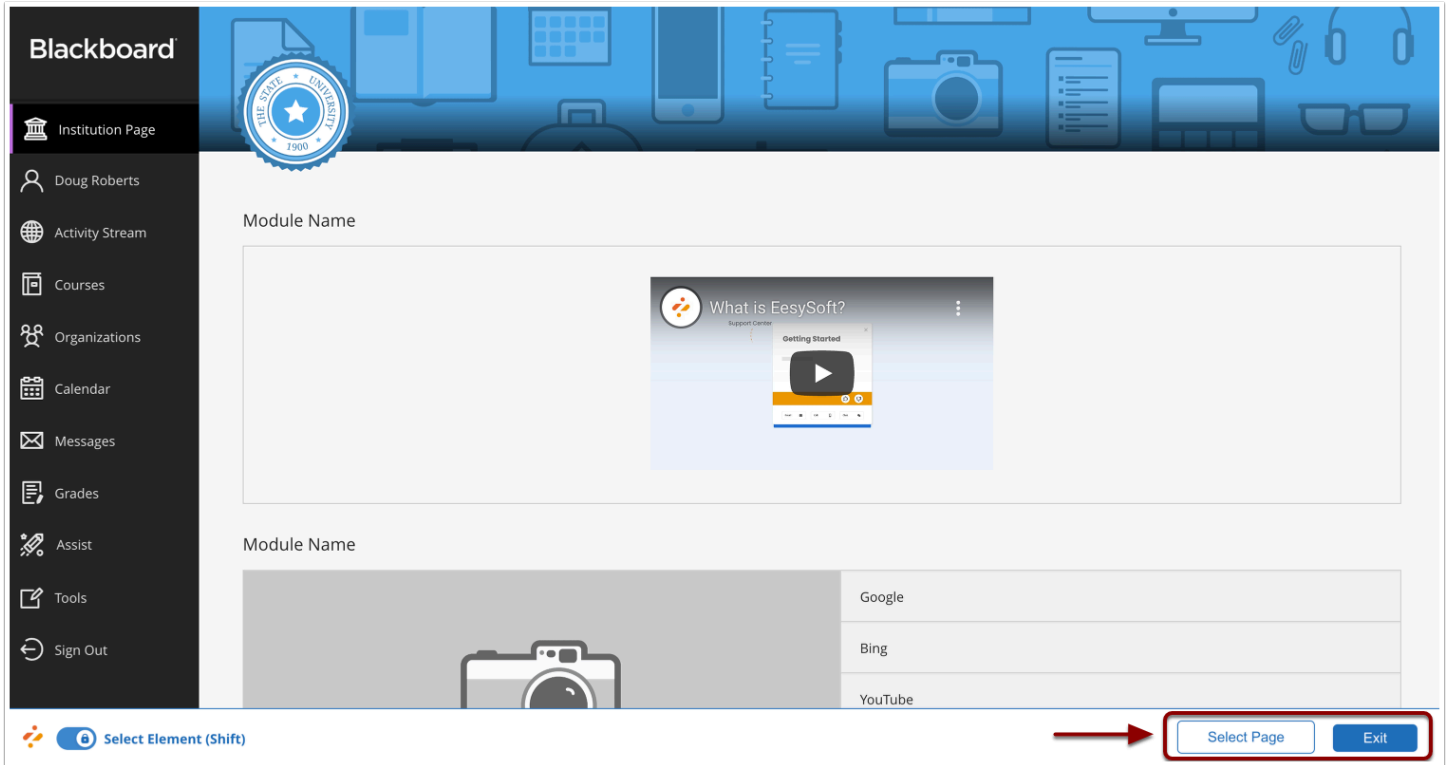 Blackboard
Institution Page
Doug Roberts
Activity Stream
Courses
Organizations
Calendar
Messages
Grades
Assist
Tools
Sign Out
THE STATE UNIVERSITY
1900
Module Name
What is EesySoft?
Support Center
Getting Started
Module Name
Google
Bing
YouTube
Select Element (Shift)
Select Page
Exit